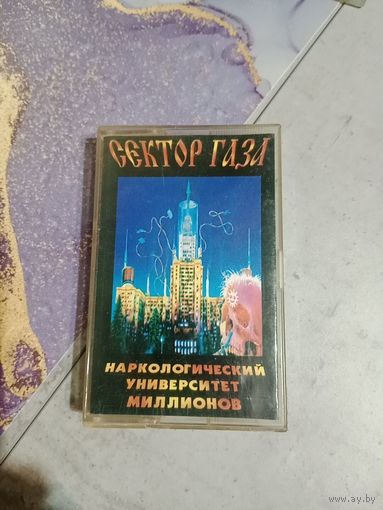 СЕКТОР ГАЗА
НАРКОЛОГИЧЕСКИЙ
УНИВЕРСИТЕТ
МИЛЛИОНОВ
www.ay.by